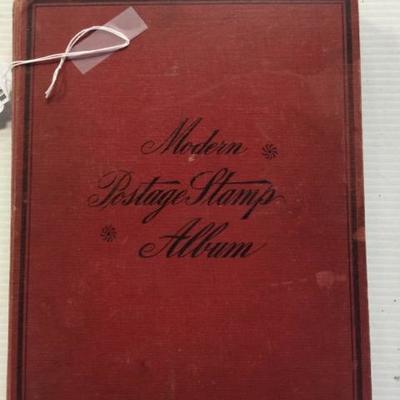 Modern
Postage Stamp
Album